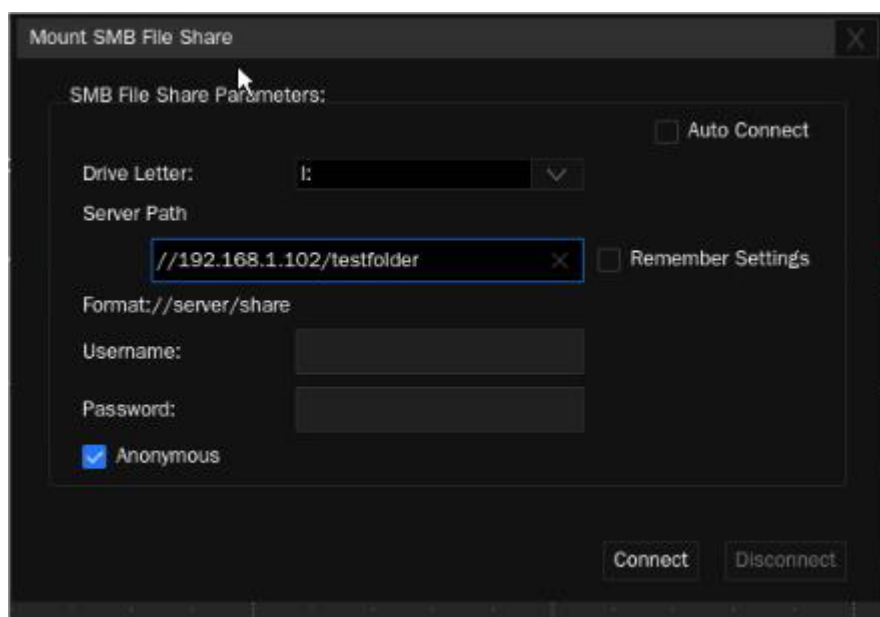 Mount SMB File Share
SMB File Share Parameters:
Auto Connect
Drive Letter: I:
Server Path
//192.168.1.102/testfolder
Remember Settings
Format://server/share
Username:
Password:
Anonymous
Connect Disconnect